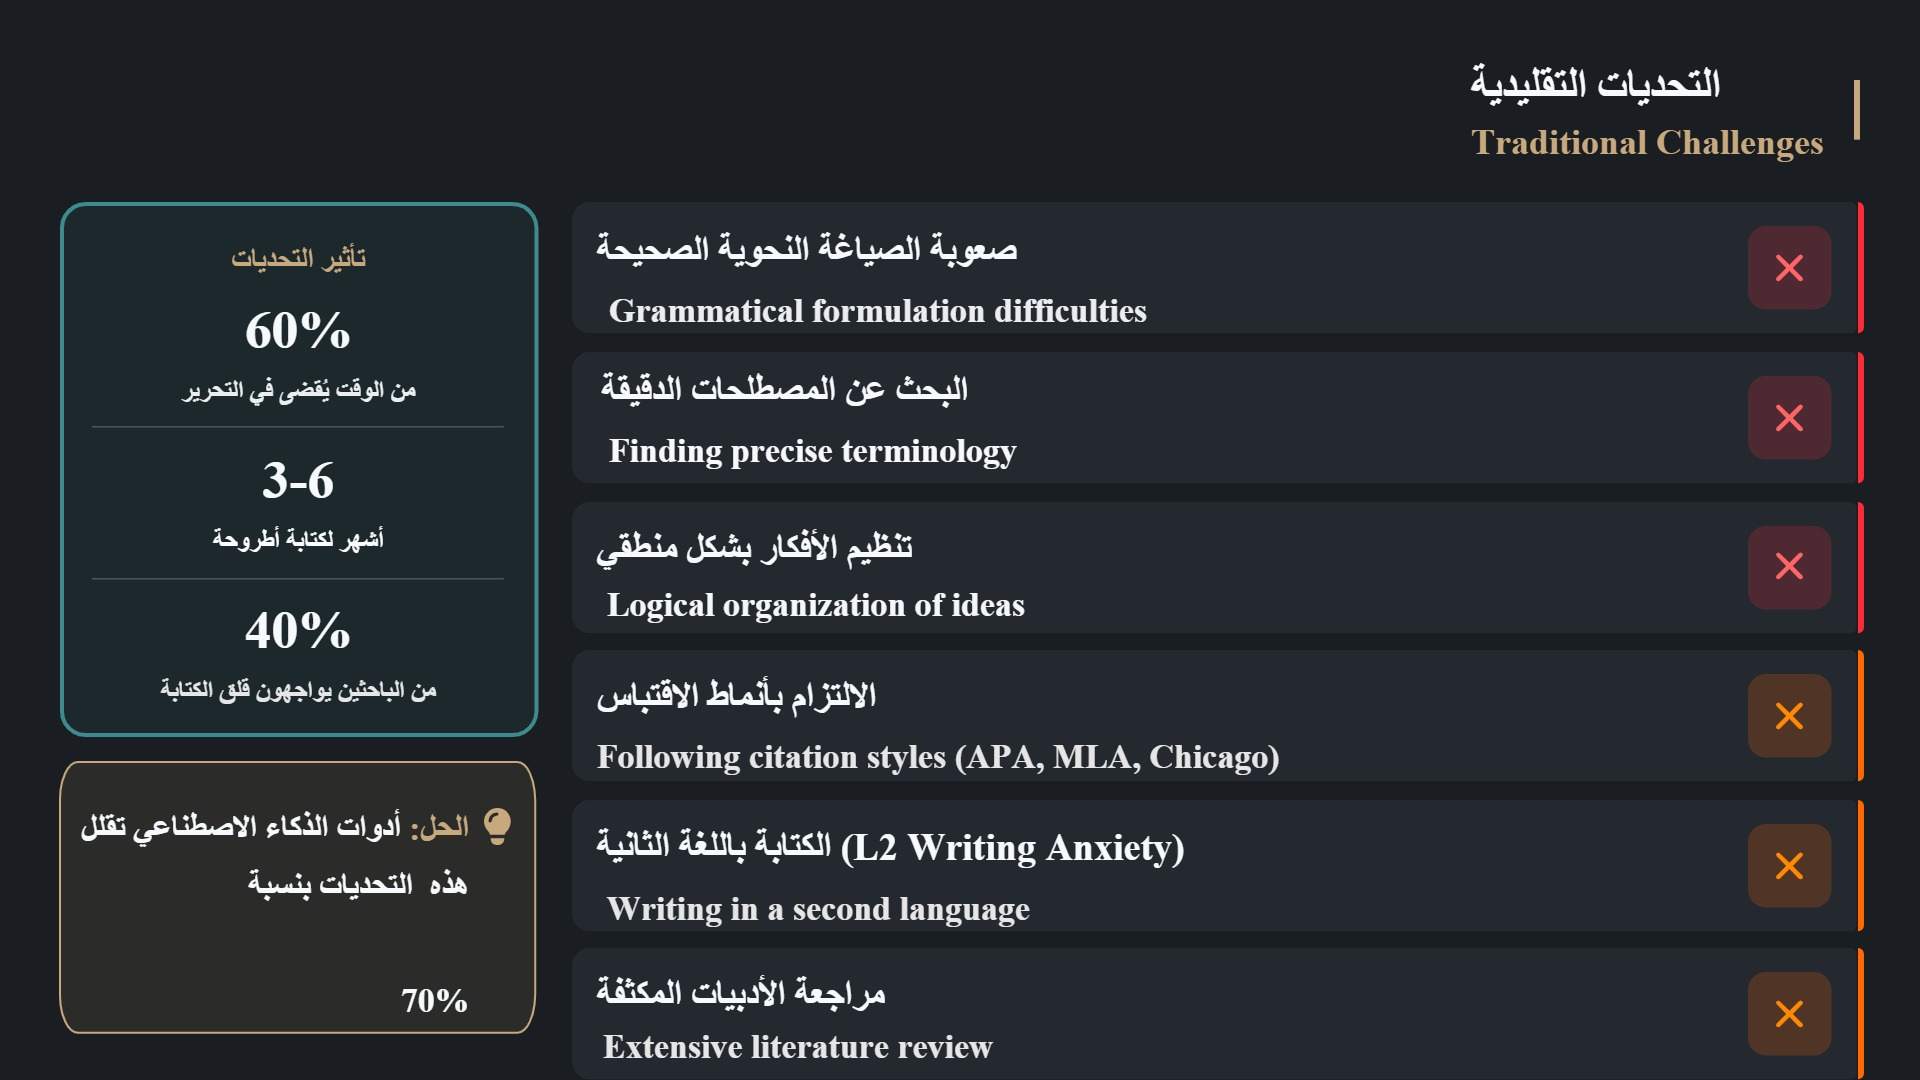 التحديات التقليدية
Traditional Challenges
صعوبة الصياغة النحوية الصحيحة
Grammatical formulation difficulties
البحث عن المصطلحات الدقيقة
Finding precise terminology
تنظيم الأفكار بشكل منطقي
Logical organization of ideas
الالتزام بأنماط الاقتباس
Following citation styles (APA, MLA, Chicago)
الكتابة باللغة الثانية (L2 Writing Anxiety)
Writing in a second language
مراجعة الأدبيات المكثفة
Extensive literature review
تأثير التحديات
60%
من الوقت يُقضى في التحرير
3-6
أشهر لكتابة أطروحة
40%
من الباحثين يواجهون قلق الكتابة
الحل: أدوات الذكاء الاصطناعي تقلل
هذه التحديات بنسبة
70%